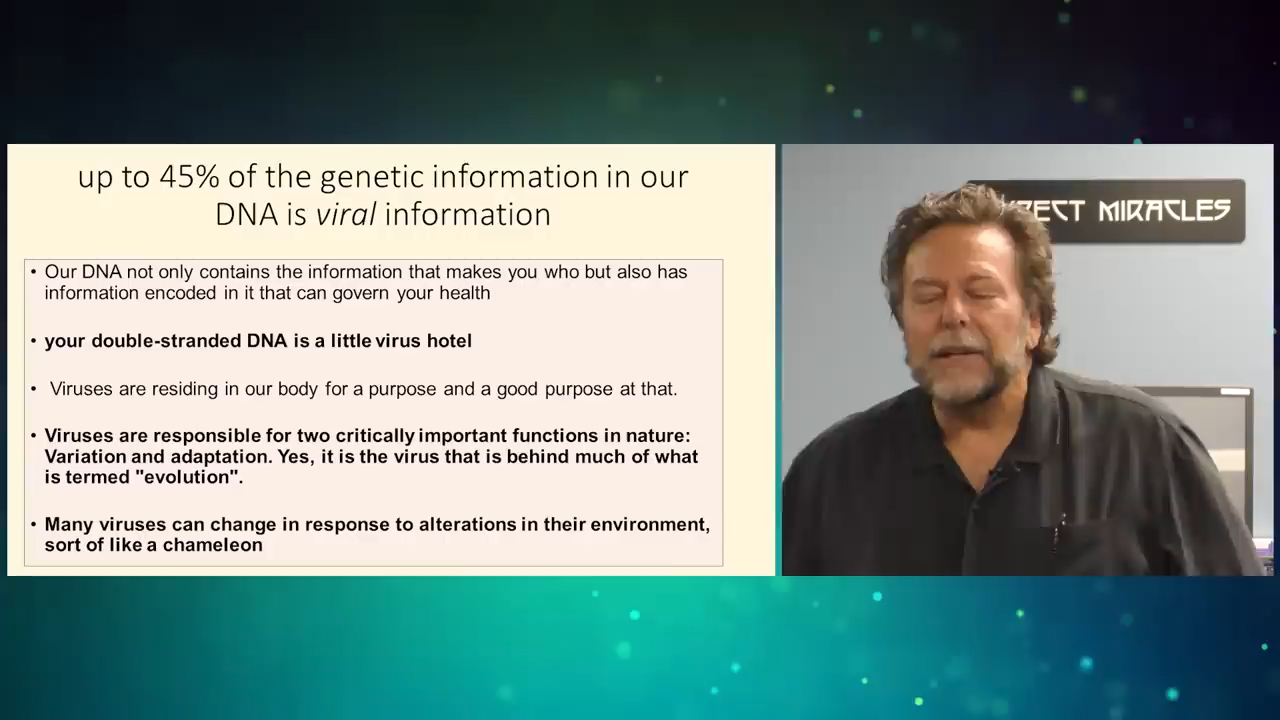 up to 45% of the genetic information in our
DNA is viral information
• Our DNA not only contains the information that makes you who but also has
information encoded in it that can govern your health
• your double-stranded DNA is a little virus hotel
• Viruses are residing in our body for a purpose and a good purpose at that.
• Viruses are responsible for two critically important functions in nature:
Variation and adaptation. Yes, it is the virus that is behind much of what
is termed "evolution".
• Many viruses can change in response to alterations in their environment,
sort of like a chameleon
MIRACLES